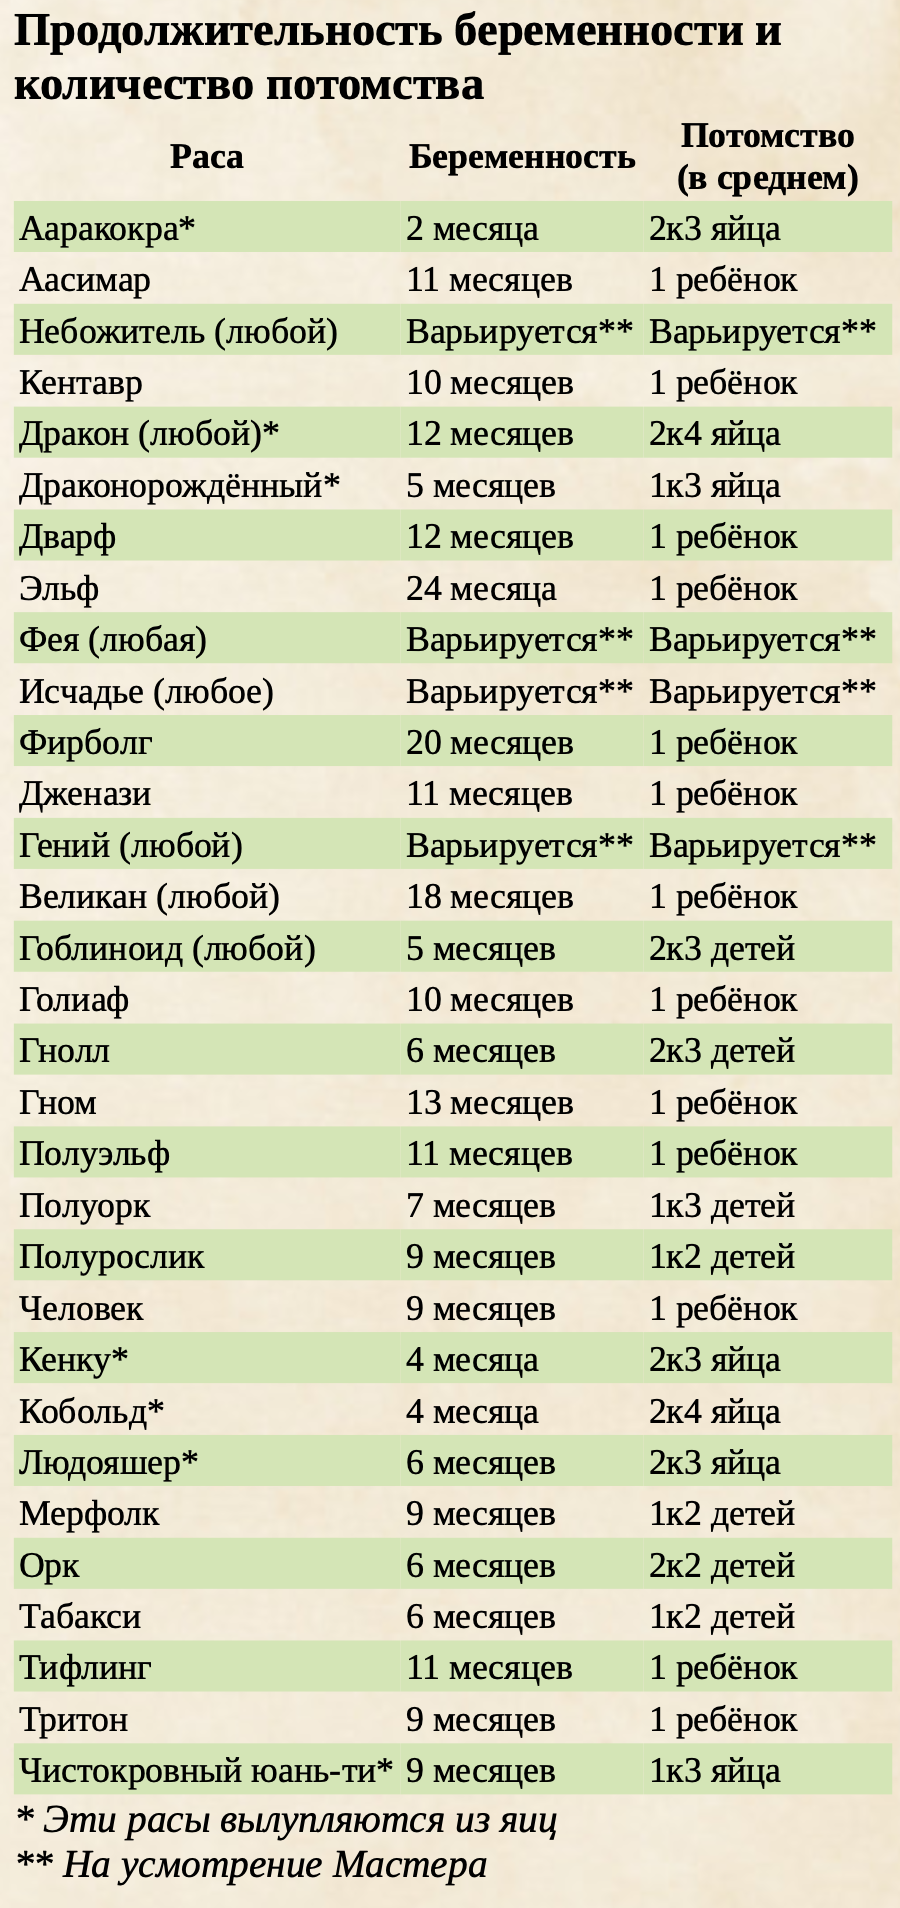 Продолжительность беременности и
количество потомства
Раса Беременность Потомство (в среднем)
Ааракокра* 2 месяца 2к3 яйца
Аасимар 11 месяцев 1 ребёнок
Небожитель (любой) Варьируется** Варьируется**
Кентавр 10 месяцев 1 ребёнок
Дракон (любой)* 12 месяцев 2к4 яйца
Драконорождённый* 5 месяцев 1к3 яйца
Дварф 12 месяцев 1 ребёнок
Эльф 24 месяца 1 ребёнок
Фея (любая) Варьируется** Варьируется**
Исчадье (любое) Варьируется** Варьируется**
Фирболг 20 месяцев 1 ребёнок
Дженази 11 месяцев 1 ребёнок
Гений (любой) Варьируется** Варьируется**
Великан (любой) 18 месяцев 1 ребёнок
Гоблиноид (любой) 5 месяцев 2к3 детей
Голиаф 10 месяцев 1 ребёнок
Гнолл 6 месяцев 2к3 детей
Гном 13 месяцев 1 ребёнок
Полуэльф 11 месяцев 1 ребёнок
Полуорк 7 месяцев 1к3 детей
Полурослик 9 месяцев 1к2 детей
Человек 9 месяцев 1 ребёнок
Кенку* 4 месяца 2к3 яйца
Кобольд* 4 месяца 2к4 яйца
Людояшер* 6 месяцев 2к3 яйца
Мерфолк 9 месяцев 1к2 детей
Орк 6 месяцев 2к2 детей
Табакси 6 месяцев 1к2 детей
Тифлинг 11 месяцев 1 ребёнок
Тритон 9 месяцев 1 ребёнок
Чистокровный юань-ти* 9 месяцев 1к3 яйца
* Эти расы вылупляются из яиц
** На усмотрение Мастера